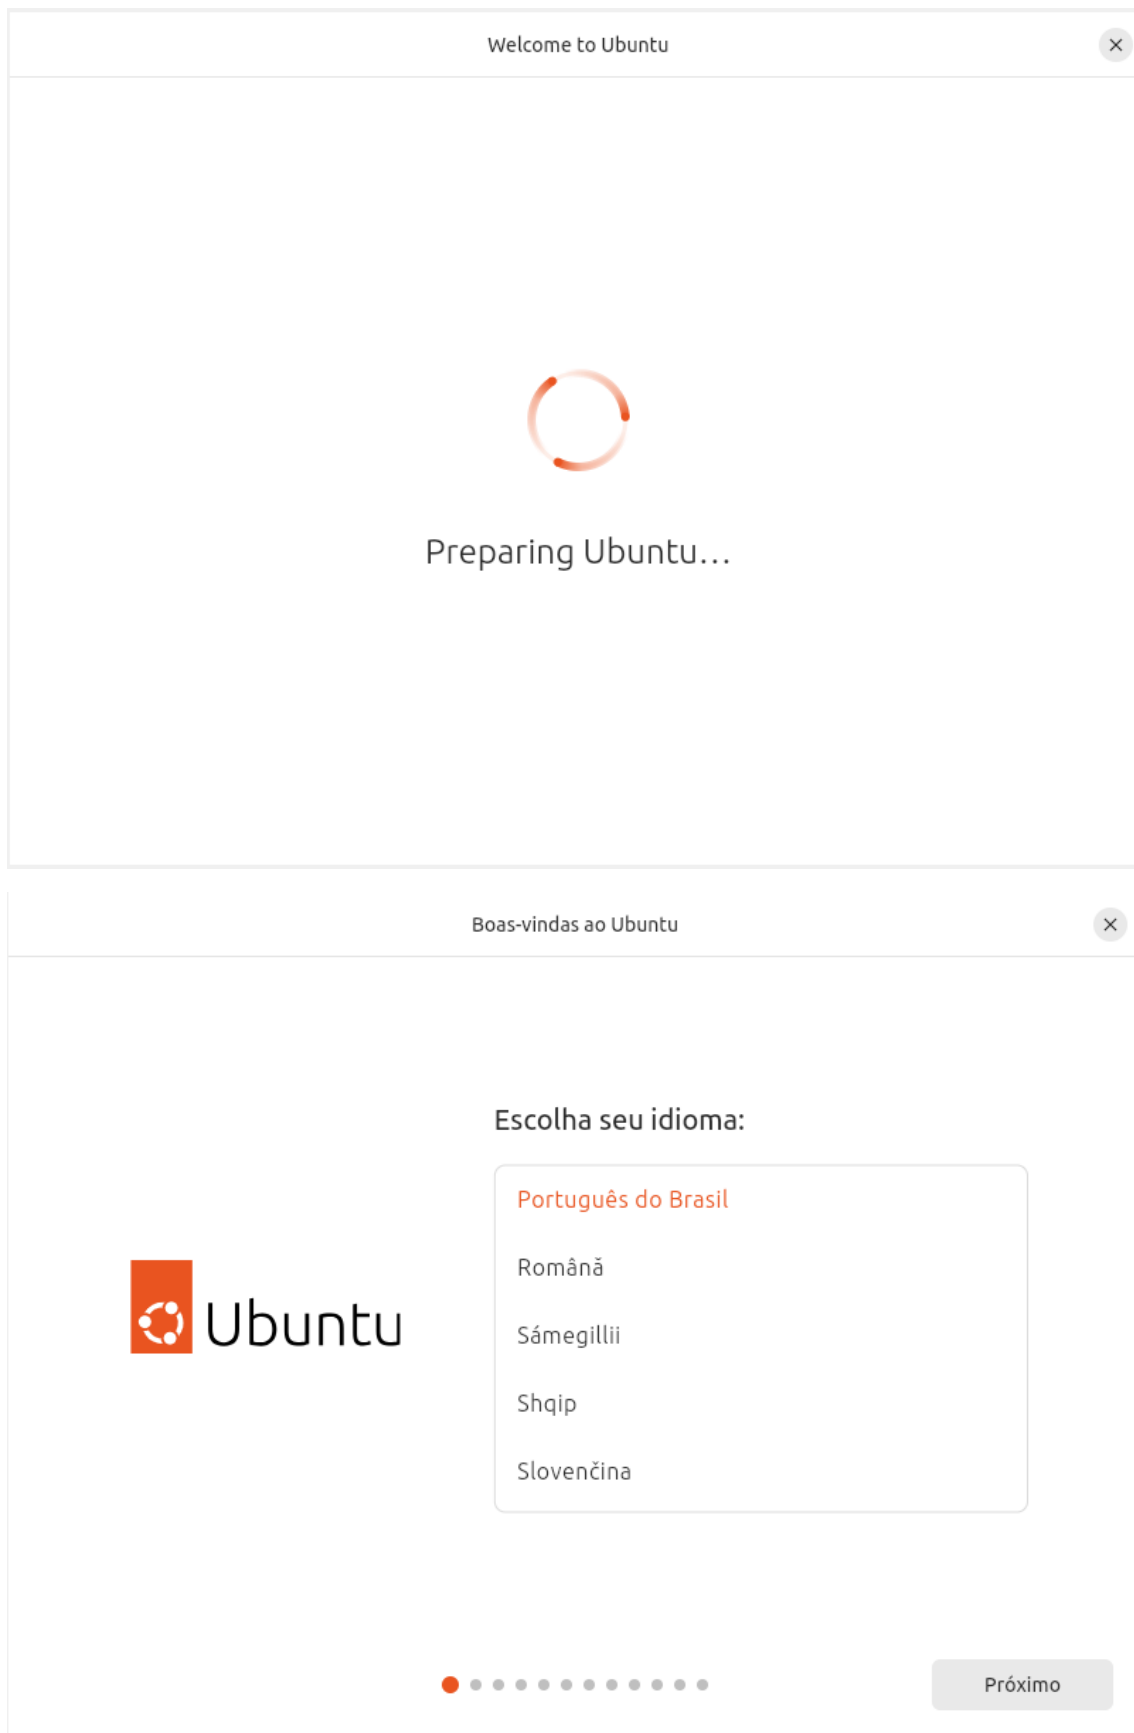 Welcome to Ubuntu
Preparing Ubuntu...
Boas-vindas ao Ubuntu
Escolha seu idioma:
Português do Brasil
Română
Sámegillii
Shqip
Slovenčina
Ubuntu
Próximo